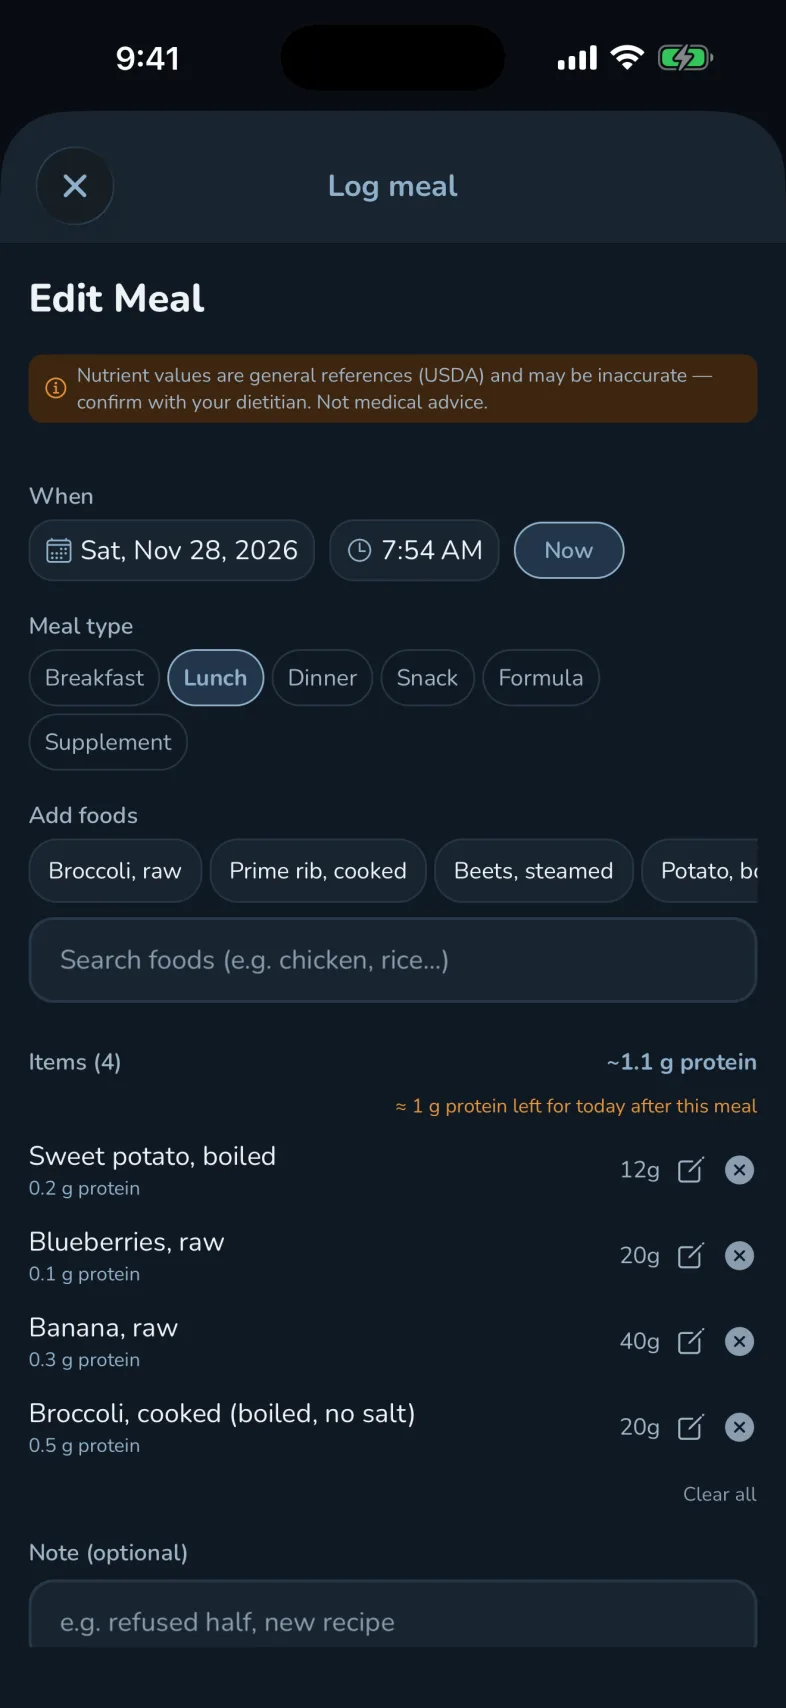 9:41
Log meal
Edit Meal
Nutrient values are general references (USDA) and may be inaccurate —
confirm with your dietitian. Not medical advice.
When
Sat, Nov 28, 2026 7:54 AM Now
Meal type
Breakfast Lunch Dinner Snack Formula
Supplement
Add foods
Broccoli, raw Prime rib, cooked Beets, steamed Potato, bo
Search foods (e.g. chicken, rice...)
Items (4) ~1.1 g protein
≈ 1 g protein left for today after this meal
Sweet potato, boiled 12g
0.2 g protein
Blueberries, raw 20g
0.1 g protein
Banana, raw 40g
0.3 g protein
Broccoli, cooked (boiled, no salt) 20g
0.5 g protein
Clear all
Note (optional)
e.g. refused half, new recipe